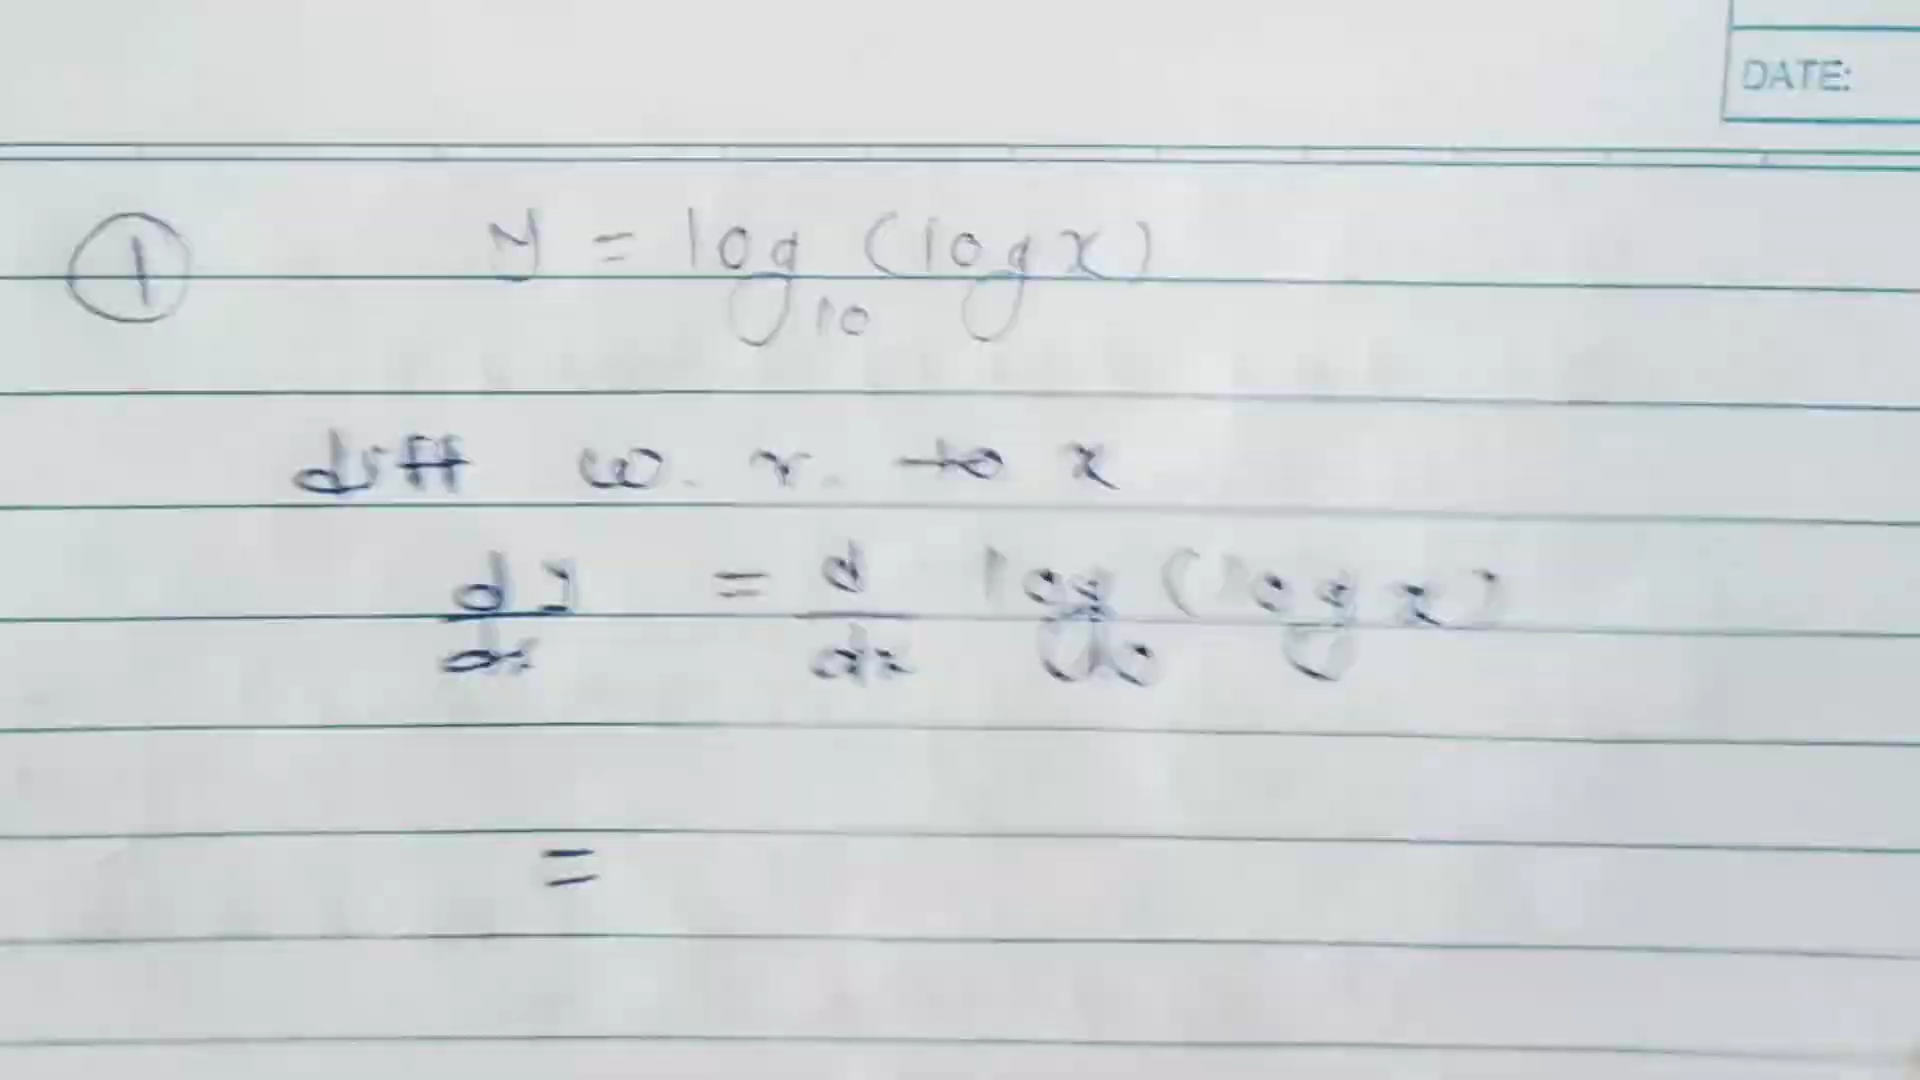 DATE:
① y = log₁₀ (log x)
diff w. r. to x
dy/dx = d/dx log₁₀ (log x)
=